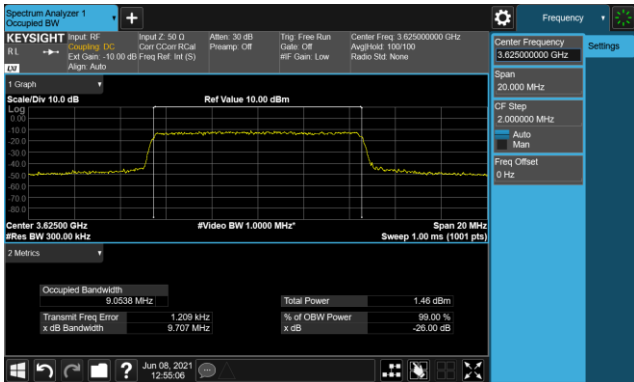 Spectrum Analyzer 1
Occupied BW
Frequency
KEYSIGHT
R L
LXI
Input: RF
Coupling: DC
Ext Gain: -10.00 dB
Align: Auto
Input Z: 50 Ω
Corr CCorr RCal
Freq Ref: Int (S)
Atten: 30 dB
Preamp: Off
Trig: Free Run
Gate: Off
#IF Gain: Low
Center Freq: 3.625000000 GHz
Avg|Hold: 100/100
Radio Std: None
Center Frequency
3.625000000 GHz
Settings
Span
20.000 MHz
CF Step
2.000000 MHz
Auto
Man
Freq Offset
0 Hz
1 Graph
Scale/Div 10.0 dB
Ref Value 10.00 dBm
Log
0.00
-10.0
-20.0
-30.0
-40.0
-50.0
-60.0
-70.0
-80.0
Center 3.62500 GHz
#Video BW 1.0000 MHz*
Span 20 MHz
#Res BW 300.00 kHz
Sweep 1.00 ms (1001 pts)
2 Metrics
Occupied Bandwidth
9.0538 MHz
Total Power 1.46 dBm
Transmit Freq Error 1.209 kHz
% of OBW Power 99.00 %
x dB Bandwidth 9.707 MHz
x dB -26.00 dB
?
Jun 08, 2021
12:55:06